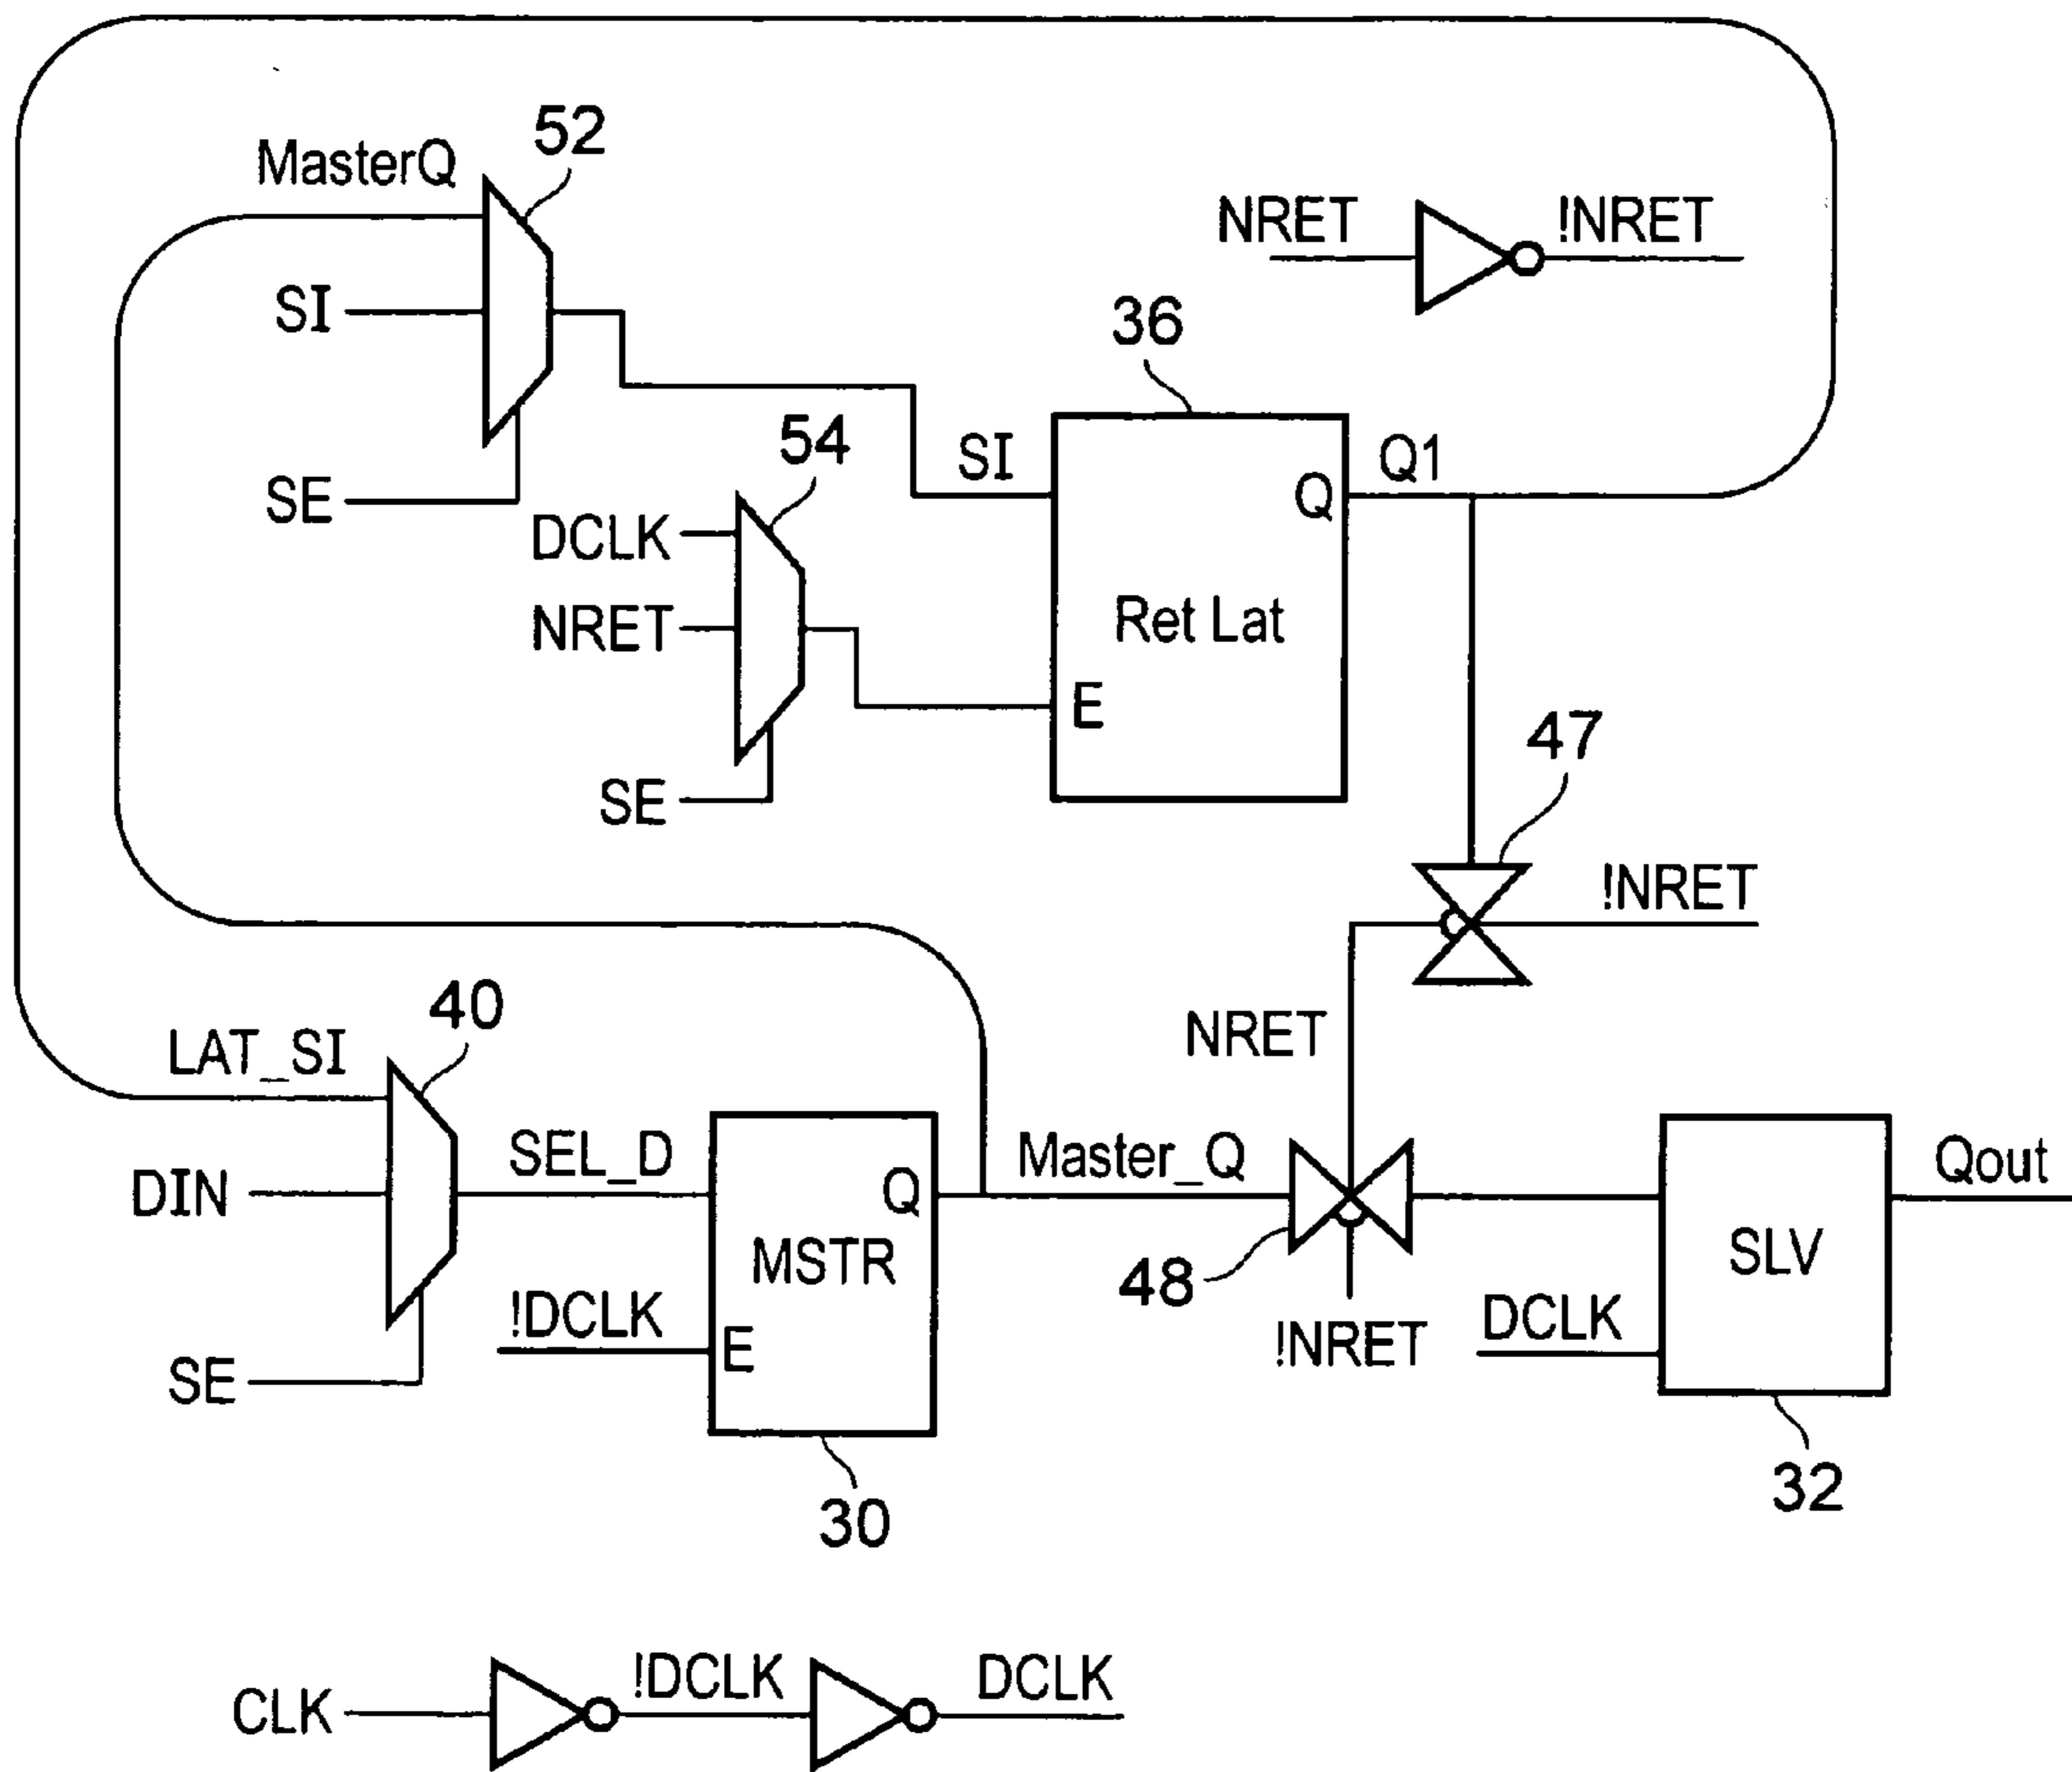 52
MasterQ
NRET
!NRET
SI
36
SE
54
SI
Q1
Q
DCLK
NRET
Ret Lat
E
47
SE
!NRET
40
NRET
LAT_SI
SEL_D
Master_Q
Qout
DIN
Q
MSTR
SLV
48
!DCLK
E
!NRET
DCLK
SE
30
32
CLK
!DCLK
DCLK